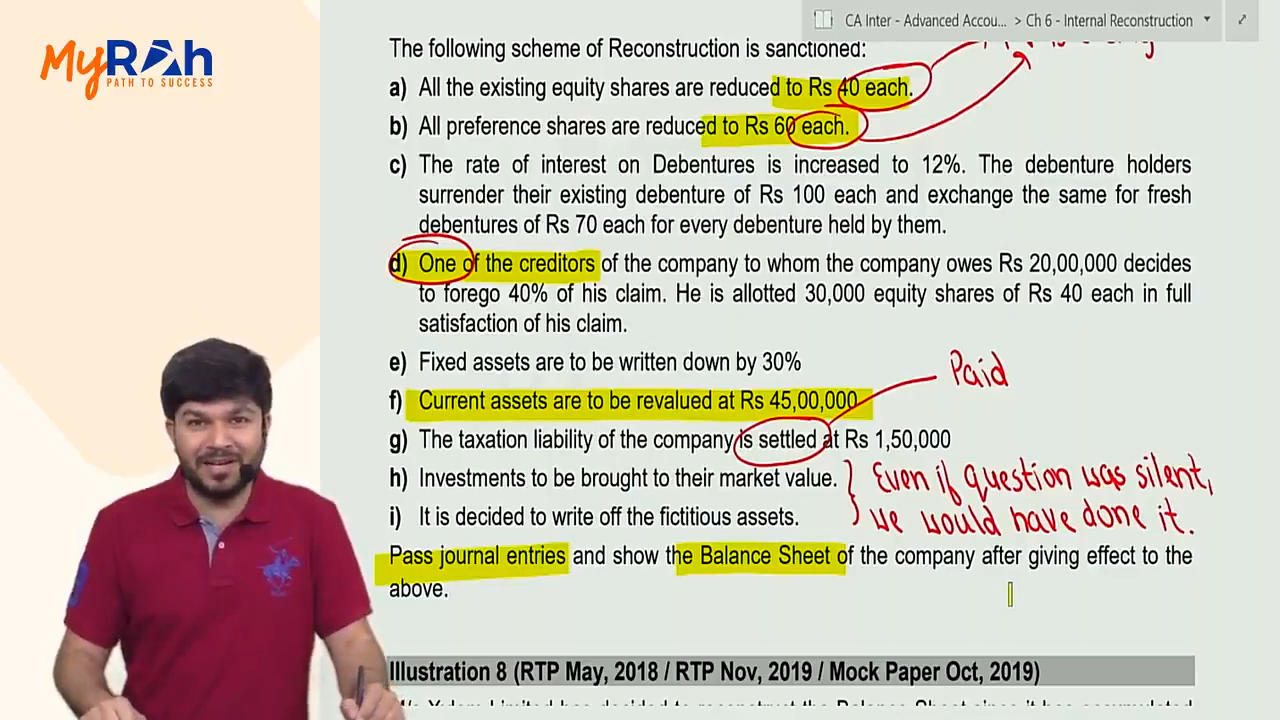 CA Inter - Advanced Accou... > Ch 6 - Internal Reconstruction
MyRAh
PATH TO SUCCESS
The following scheme of Reconstruction is sanctioned:
a) All the existing equity shares are reduced to Rs 40 each.
b) All preference shares are reduced to Rs 60 each.
c) The rate of interest on Debentures is increased to 12%. The debenture holders
surrender their existing debenture of Rs 100 each and exchange the same for fresh
debentures of Rs 70 each for every debenture held by them.
d) One of the creditors of the company to whom the company owes Rs 20,00,000 decides
to forego 40% of his claim. He is allotted 30,000 equity shares of Rs 40 each in full
satisfaction of his claim.
e) Fixed assets are to be written down by 30%
Paid
f) Current assets are to be revalued at Rs 45,00,000.
g) The taxation liability of the company is settled at Rs 1,50,000
h) Investments to be brought to their market value. Even if question was silent,
i) It is decided to write off the fictitious assets. we would have done it.
Pass journal entries and show the Balance Sheet of the company after giving effect to the
above.
Illustration 8 (RTP May, 2018 / RTP Nov, 2019 / Mock Paper Oct, 2019)